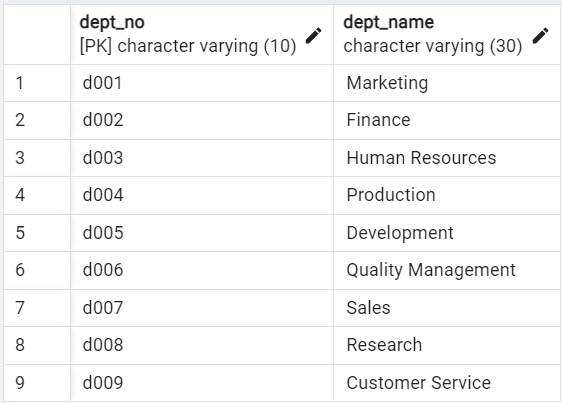 dept_no dept_name
[PK] character varying (10) character varying (30)
1 d001 Marketing
2 d002 Finance
3 d003 Human Resources
4 d004 Production
5 d005 Development
6 d006 Quality Management
7 d007 Sales
8 d008 Research
9 d009 Customer Service